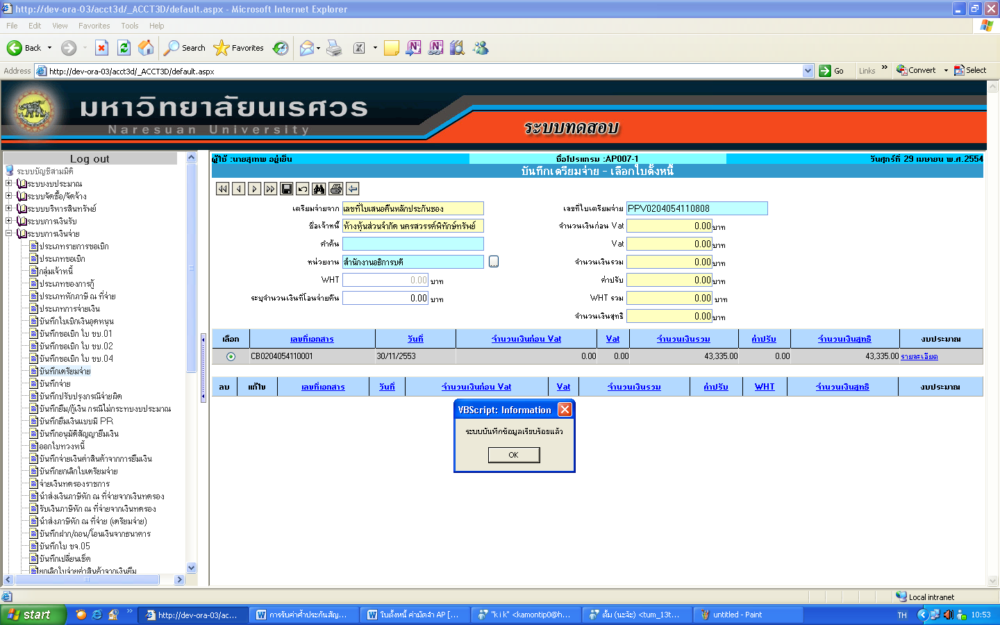 http://dev-ora-03/acct3d/_ACCT3D/default.aspx - Microsoft Internet Explorer
File Edit View Favorites Tools Help
Back Search Favorites
Address http://dev-ora-03/acct3d/_ACCT3D/default.aspx Go Links » Convert Select
มหาวิทยาลัยนเรศวร
Naresuan University
ระบบทดสอบ
Log out
ระบบบัญชีสามมิติ
ระบบงบประมาณ
ระบบจัดซื้อ/จัดจ้าง
ระบบบริหารสินทรัพย์
ระบบการเงินรับ
ระบบการเงินจ่าย
ประเภทรายการขอเบิก
ประเภทขอเบิก
กลุ่มเจ้าหนี้
ประเภทของการกู้
ประเภทหักภาษี ณ ที่จ่าย
ประเภทการจ่ายเงิน
บันทึกใบเบิกเงินอุดหนุน
บันทึกขอเบิก ใบ ขบ.01
บันทึกขอเบิก ใบ ขบ.02
บันทึกขอเบิก ใบ ขบ.04
บันทึกเตรียมจ่าย
บันทึกจ่าย
บันทึกปรับปรุงกรณีจ่ายผิด
บันทึกยืม/กู้เงิน กรณีไม่กระทบงบประมาณ
บันทึกยืมเงินแบบมี PR
บันทึกอนุมัติสัญญายืมเงิน
ออกใบทวงหนี้
บันทึกจ่ายเงินค่าสินค้าจากการยืมเงิน
บันทึกยกเลิกใบเตรียมจ่าย
จ่ายเงินทดรองราชการ
นำส่งเงินภาษีหัก ณ ที่จ่ายจากเงินทดรอง
รับเงินภาษีหัก ณ ที่จ่ายจากเงินทดรอง
นำส่งภาษีหัก ณ ที่จ่าย (เตรียมจ่าย)
บันทึกฝาก/ถอน/โอนเงินจากธนาคาร
บันทึกใบ ขจ.05
บันทึกเปลี่ยนเช็ค
ยกเลิกใบจ่ายค่าสินค้าจากเงินยืม
ผู้ใช้ :นายสุเทพ อยู่เย็น ชื่อโปรแกรม :AP007-1 วันศุกร์ที่ 29 เมษายน พ.ศ.2554
บันทึกเตรียมจ่าย - เลือกใบตั้งหนี้
เตรียมจ่ายจาก เลขที่ใบเสนอคืนหลักประกันซอง เลขที่ใบเตรียมจ่าย PPV0204054110808
ชื่อเจ้าหนี้ ห้างหุ้นส่วนจำกัด นครสวรรค์พิทักษ์ทรัพย์ จำนวนเงินก่อน Vat 0.00 บาท
คำค้น Vat 0.00 บาท
หน่วยงาน สำนักงานอธิการบดี ... จำนวนเงินรวม 0.00 บาท
WHT 0.00 บาท ค่าปรับ 0.00 บาท
ระบุจำนวนเงินที่โอนจ่ายคืน 0.00 บาท WHT รวม 0.00 บาท
จำนวนเงินสุทธิ 0.00 บาท
เลือก เลขที่เอกสาร วันที่ จำนวนเงินก่อน Vat Vat จำนวนเงินรวม ค่าปรับ จำนวนเงินสุทธิ งบประมาณ
CB0204054110001 30/11/2553 0.00 0.00 43,335.00 0.00 43,335.00 รายละเอียด
ลบ แก้ไข เลขที่เอกสาร วันที่ จำนวนเงินก่อน Vat Vat จำนวนเงินรวม ค่าปรับ WHT จำนวนเงินสุทธิ งบประมาณ
VBScript: Information
ระบบบันทึกข้อมูลเรียบร้อยแล้ว
OK
Local intranet
start » http://dev-ora-03/ac... การรับค่าค้ำประกันสัญ... ใบตั้งหนี้ ค่ามัดจำ AP [... "k i k" <kamontip0@h... ตั้ม (นะจ๊ะ) <tum_13t... untitled - Paint TH 10:53